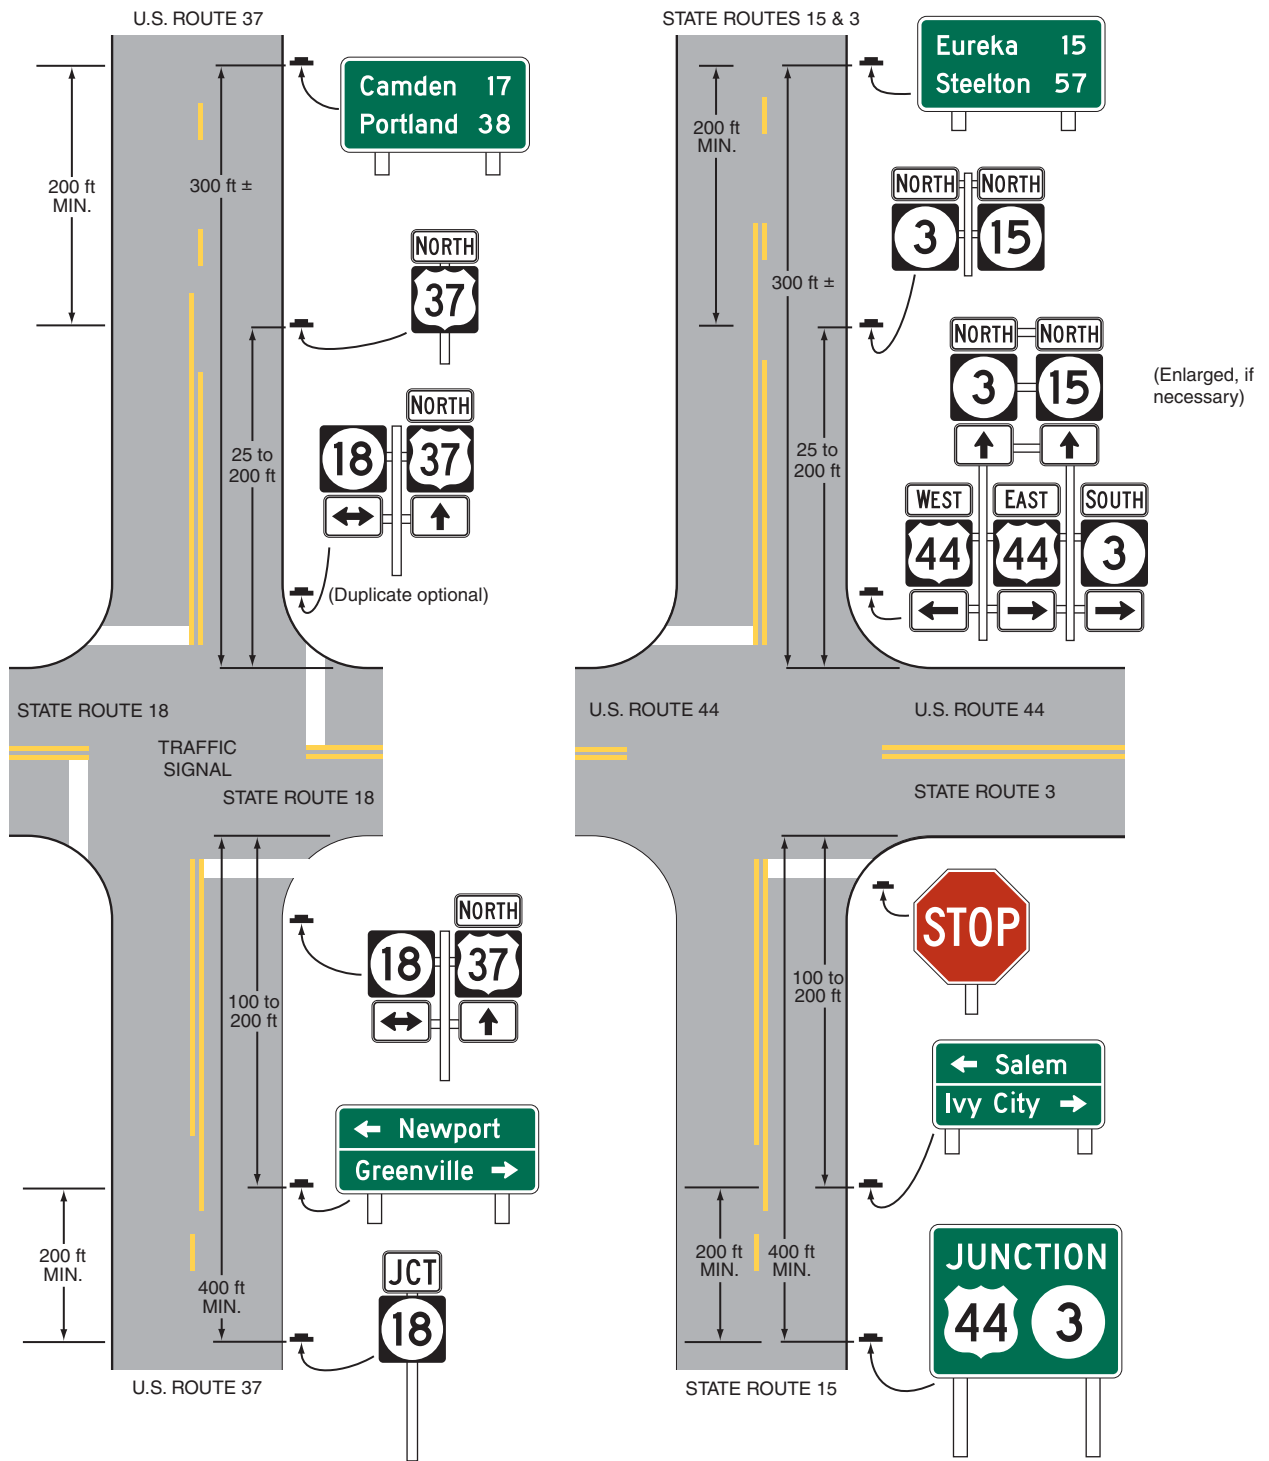 U.S. ROUTE 37
Camden 17
Portland 38
200 ft
MIN.
300 ft ±
NORTH
37
25 to
200 ft
NORTH
18 37
(Duplicate optional)
STATE ROUTE 18
TRAFFIC
SIGNAL
STATE ROUTE 18
NORTH
18 37
100 to
200 ft
Newport
Greenville
200 ft
MIN.
400 ft
MIN.
JCT
18
U.S. ROUTE 37
STATE ROUTES 15 & 3
Eureka 15
Steelton 57
200 ft
MIN.
300 ft ±
NORTH NORTH
3 15
25 to
200 ft
NORTH NORTH
3 15
(Enlarged, if
necessary)
WEST EAST SOUTH
44 44 3
U.S. ROUTE 44 U.S. ROUTE 44
STATE ROUTE 3
STOP
100 to
200 ft
Salem
Ivy City
200 ft
MIN.
400 ft
MIN.
JUNCTION
44 3
STATE ROUTE 15